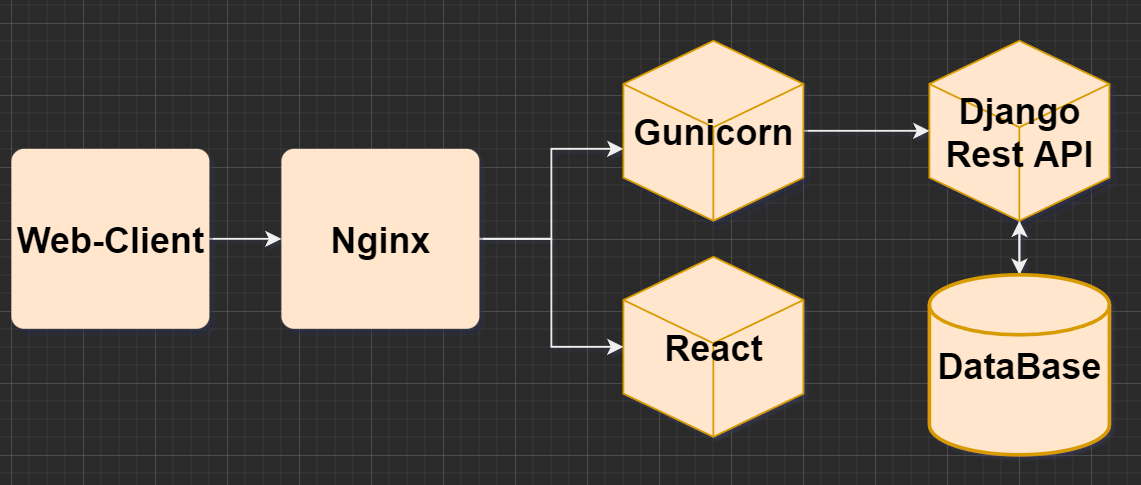 Web-Client
Nginx
Gunicorn
React
Django
Rest API
DataBase